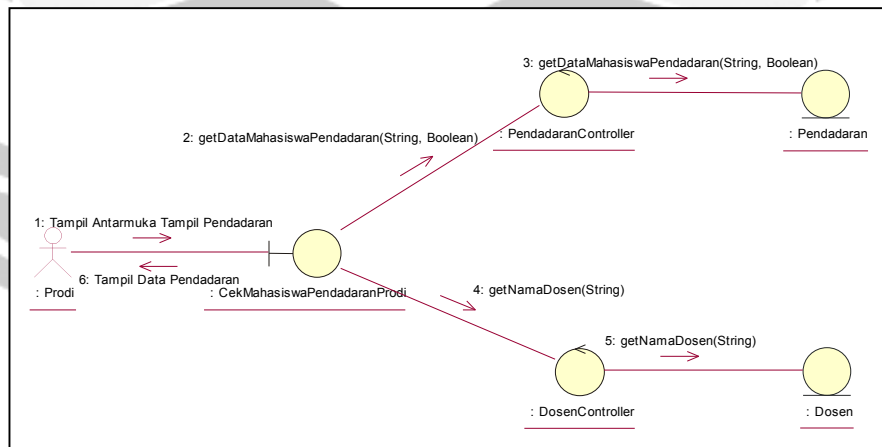 3: getDataMahasiswaPendadaran(String, Boolean)
: PendadaranController
: Pendadaran
2: getDataMahasiswaPendadaran(String, Boolean)
1: Tampil Antarmuka Tampil Pendadaran
6: Tampil Data Pendadaran
: Prodi
: CekMahasiswaPendadaranProdi
4: getNamaDosen(String)
5: getNamaDosen(String)
: DosenController
: Dosen